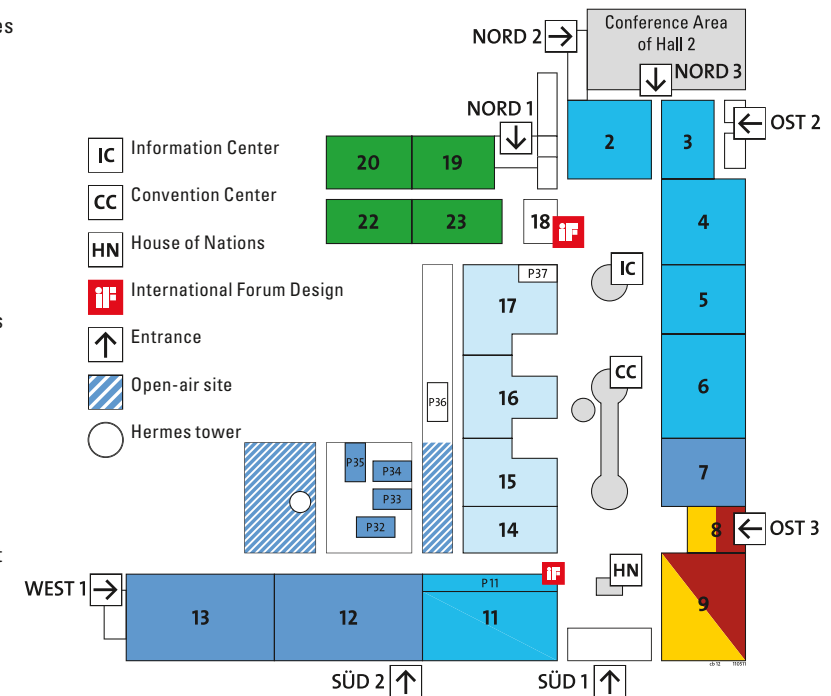 es
Conference Area
of Hall 2
NORD 2
NORD 3
NORD 1
OST 2
IC Information Center
CC Convention Center
HN House of Nations
iF International Forum Design
s
Entrance
Open-air site
Hermes tower
2
3
20
19
22
23
18
iF
4
IC
P37
17
5
CC
6
16
P36
7
15
P35
P34
P33
P32
14
8
OST 3
t
WEST 1
iF
HN
P11
13
12
11
9
SÜD 2
SÜD 1